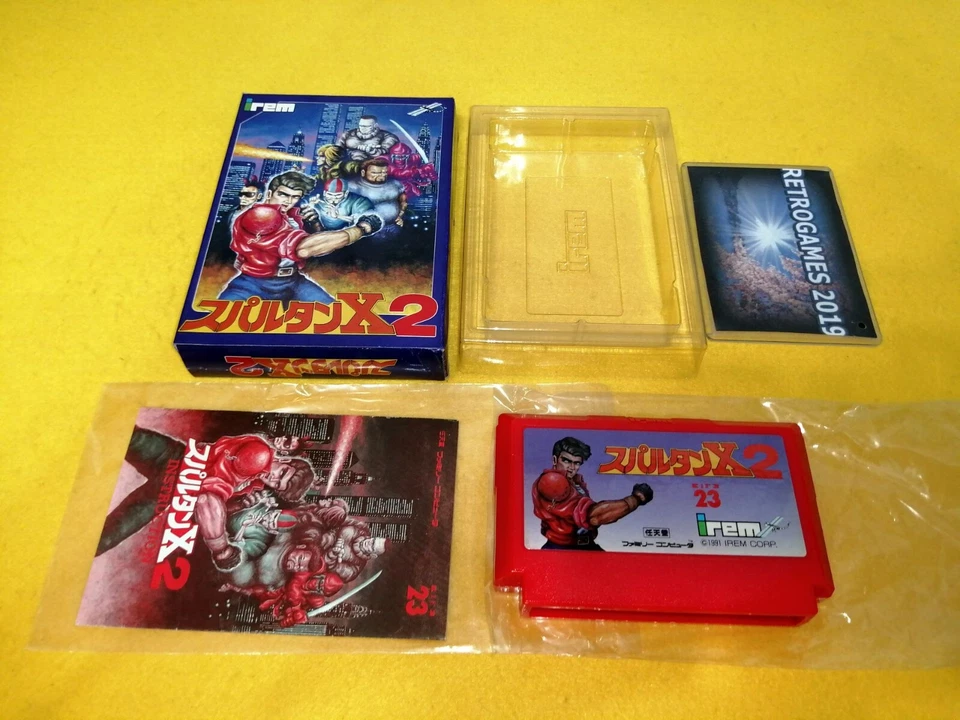 irem
スパルタンX2
スパルタンX2
irem
RETROGAMES 2019
スパルタンX2
23
スパルタンX2
23
irem
任天堂
ファミリー コンピュータ
©1991 IREM CORP.